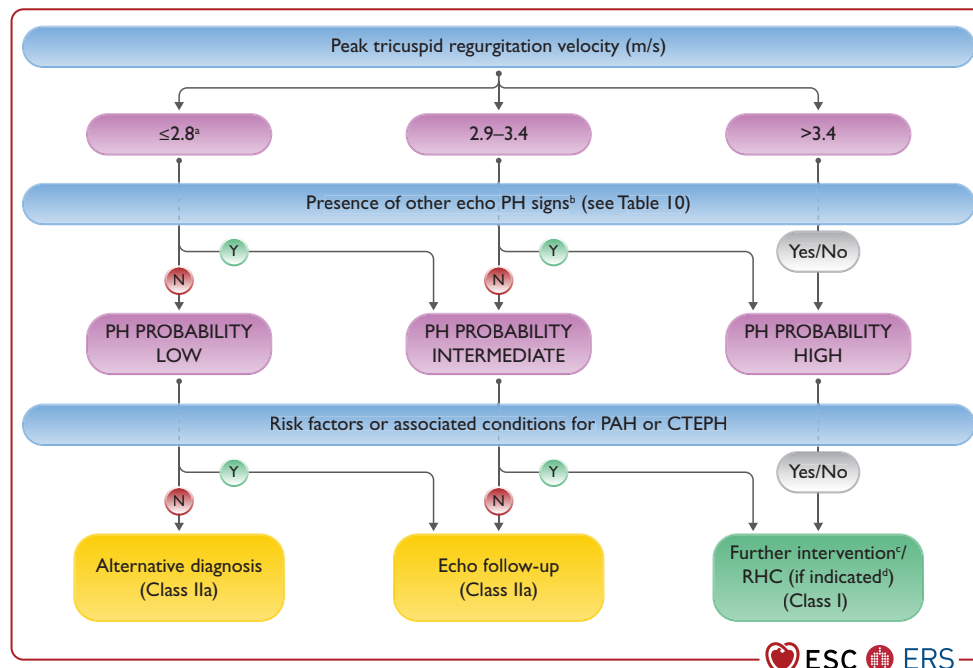 Peak tricuspid regurgitation velocity (m/s)
≤2.8ᵃ
2.9–3.4
>3.4
Presence of other echo PH signsᵇ (see Table 10)
Y
Y
Yes/No
N
N
PH PROBABILITY
LOW
PH PROBABILITY
INTERMEDIATE
PH PROBABILITY
HIGH
Risk factors or associated conditions for PAH or CTEPH
Y
Y
Yes/No
N
N
Alternative diagnosis
(Class IIa)
Echo follow-up
(Class IIa)
Further interventionᶜ/
RHC (if indicatedᵈ)
(Class I)
ESC ERS